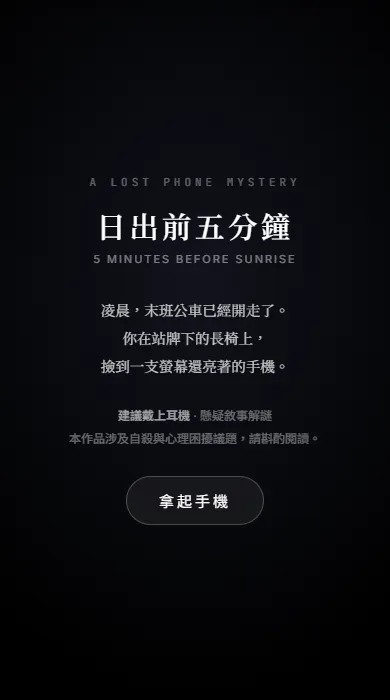 A LOST PHONE MYSTERY
日出前五分鐘
5 MINUTES BEFORE SUNRISE
凌晨，末班公車已經開走了。
你在站牌下的長椅上，
撿到一支螢幕還亮著的手機。
建議戴上耳機 · 懸疑敘事解謎
本作品涉及自殺與心理困擾議題，請斟酌閱讀。
拿起手機